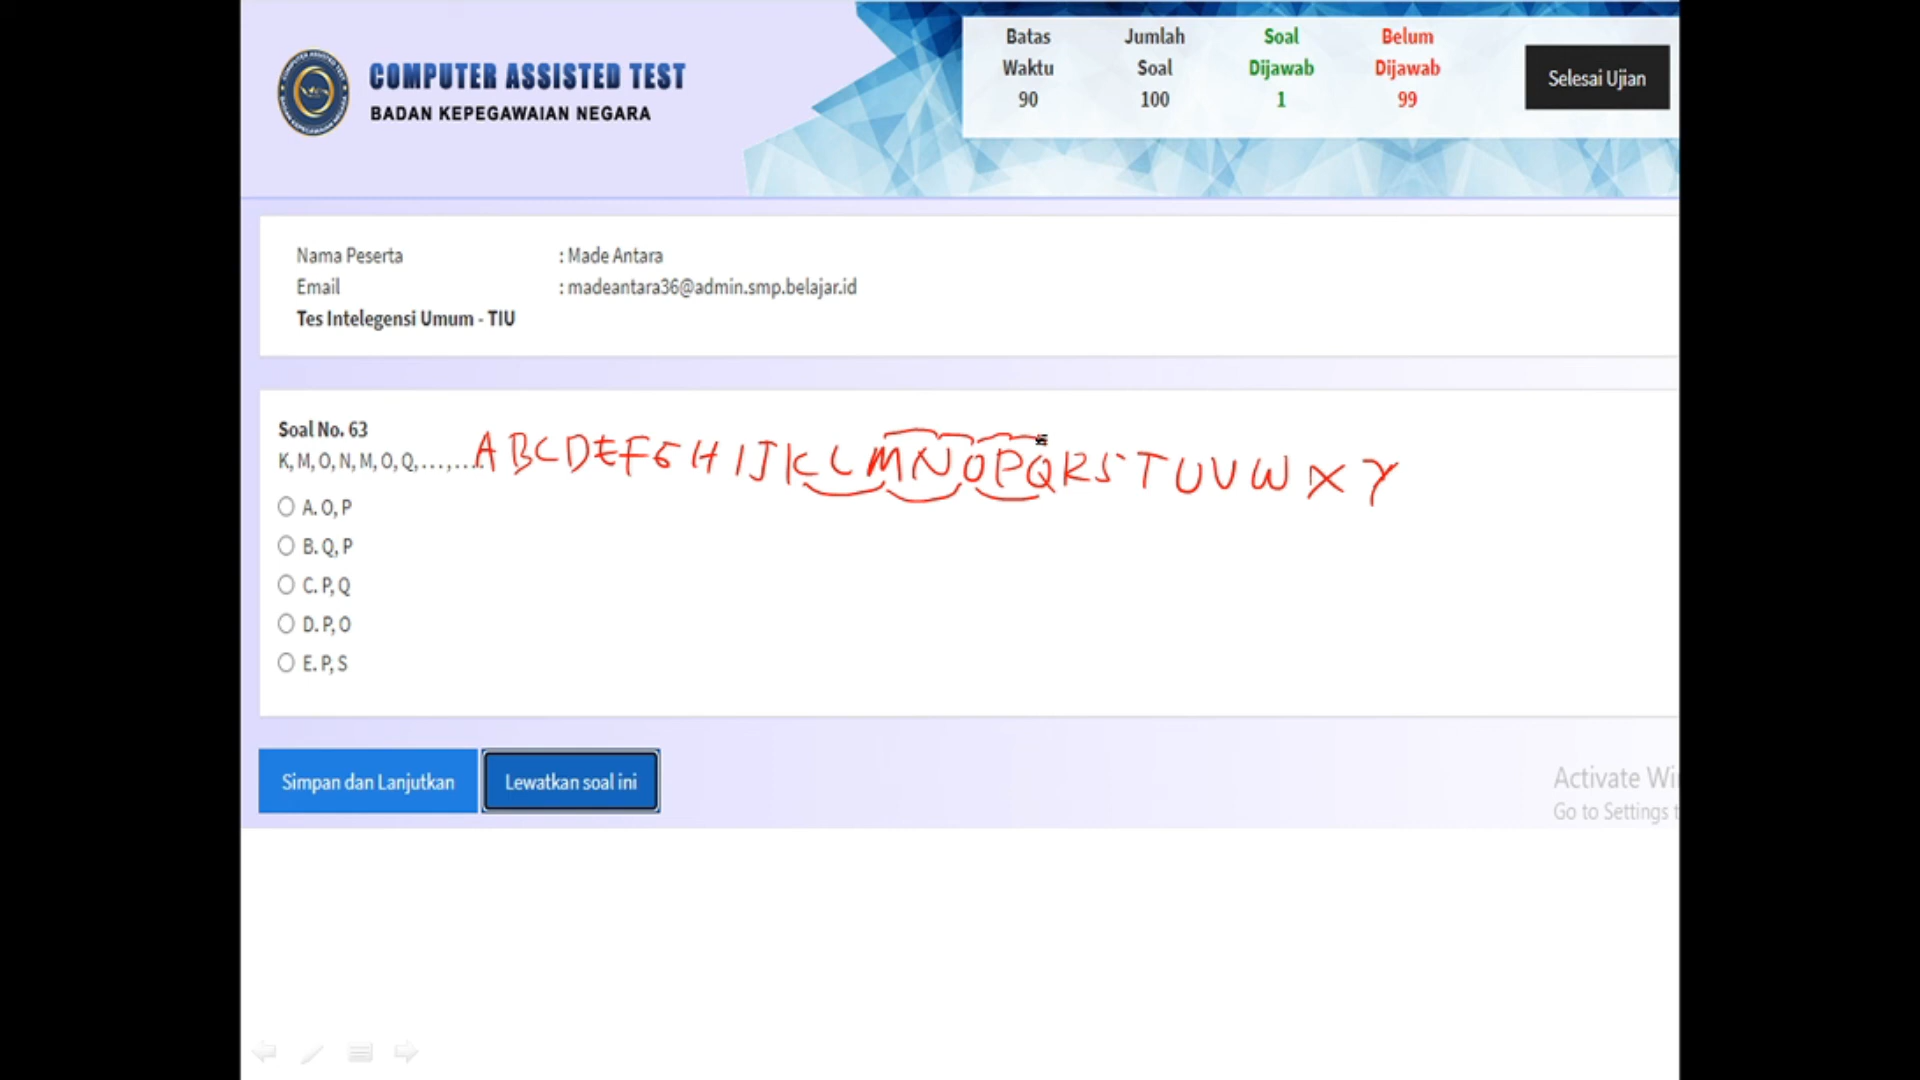 COMPUTER ASSISTED TEST
BADAN KEPEGAWAIAN NEGARA
Batas Waktu 90
Jumlah Soal 100
Soal Dijawab 1
Belum Dijawab 99
Selesai Ujian
Nama Peserta : Made Antara
Email : madeantara36@admin.smp.belajar.id
Tes Intelegensi Umum - TIU
Soal No. 63
K, M, O, N, M, O, Q, ..., ....
A B C D E F G H I J K L M N O P Q R S T U V W X Y
A. O, P
B. Q, P
C. P, Q
D. P, O
E. P, S
Simpan dan Lanjutkan
Lewatkan soal ini
Activate Wi
Go to Settings t